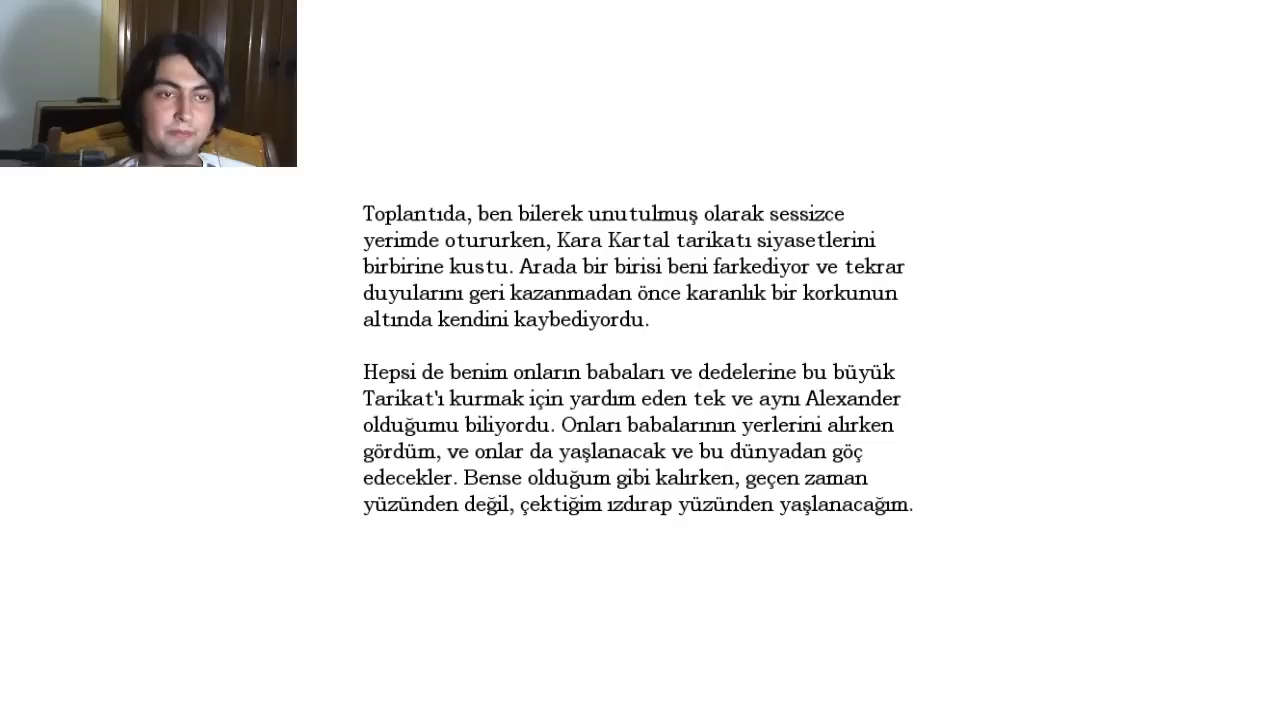 Toplantıda, ben bilerek unutulmuş olarak sessizce
yerimde otururken, Kara Kartal tarikatı siyasetlerini
birbirine kustu. Arada bir birisi beni farkediyor ve tekrar
duyularını geri kazanmadan önce karanlık bir korkunun
altında kendini kaybediyordu.
Hepsi de benim onların babaları ve dedelerine bu büyük
Tarikat'ı kurmak için yardım eden tek ve aynı Alexander
olduğumu biliyordu. Onları babalarının yerlerini alırken
gördüm, ve onlar da yaşlanacak ve bu dünyadan göç
edecekler. Bense olduğum gibi kalırken, geçen zaman
yüzünden değil, çektiğim ızdırap yüzünden yaşlanacağım.